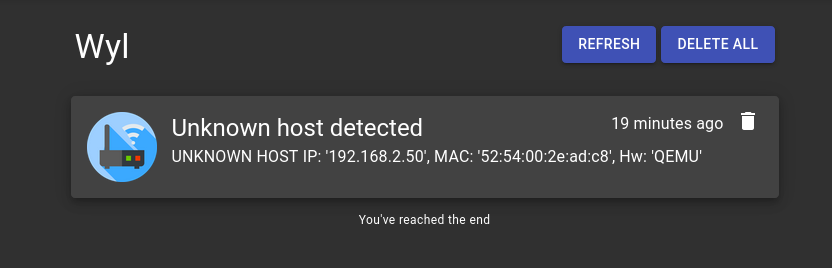 Wyl
REFRESH
DELETE ALL
Unknown host detected
19 minutes ago
UNKNOWN HOST IP: '192.168.2.50', MAC: '52:54:00:2e:ad:c8', Hw: 'QEMU'
You've reached the end